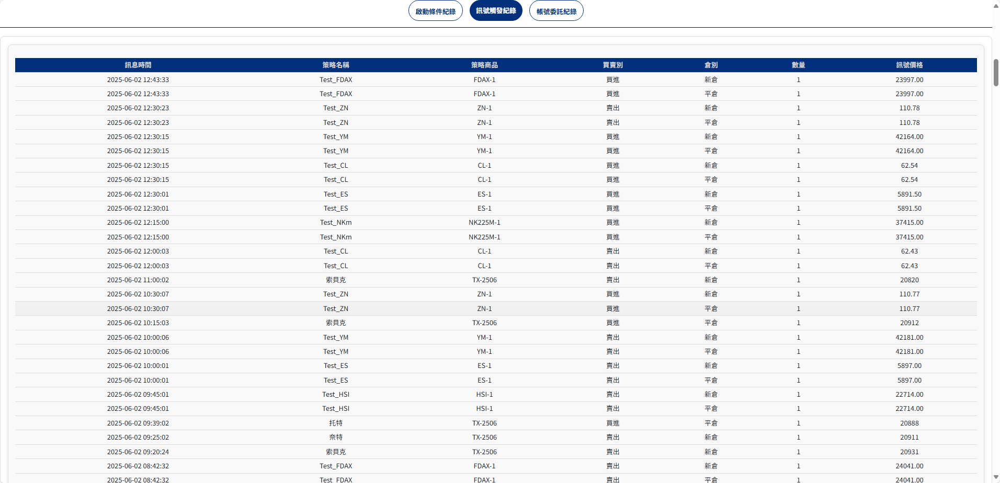 啟動條件紀錄 訊號觸發紀錄 帳號委託紀錄
訊息時間 策略名稱 策略商品 買賣別 倉別 數量 訊號價格
2025-06-02 12:43:33 Test_FDAX FDAX-1 買進 新倉 1 23997.00
2025-06-02 12:43:33 Test_FDAX FDAX-1 買進 平倉 1 23997.00
2025-06-02 12:30:23 Test_ZN ZN-1 賣出 新倉 1 110.78
2025-06-02 12:30:23 Test_ZN ZN-1 賣出 平倉 1 110.78
2025-06-02 12:30:15 Test_YM YM-1 買進 新倉 1 42164.00
2025-06-02 12:30:15 Test_YM YM-1 買進 平倉 1 42164.00
2025-06-02 12:30:15 Test_CL CL-1 買進 新倉 1 62.54
2025-06-02 12:30:15 Test_CL CL-1 買進 平倉 1 62.54
2025-06-02 12:30:01 Test_ES ES-1 買進 新倉 1 5891.50
2025-06-02 12:30:01 Test_ES ES-1 買進 平倉 1 5891.50
2025-06-02 12:15:00 Test_NKm NK225M-1 買進 新倉 1 37415.00
2025-06-02 12:15:00 Test_NKm NK225M-1 買進 平倉 1 37415.00
2025-06-02 12:00:03 Test_CL CL-1 賣出 新倉 1 62.43
2025-06-02 12:00:03 Test_CL CL-1 賣出 平倉 1 62.43
2025-06-02 11:00:02 索貝克 TX-2506 賣出 新倉 1 20820
2025-06-02 10:30:07 Test_ZN ZN-1 買進 新倉 1 110.77
2025-06-02 10:30:07 Test_ZN ZN-1 買進 平倉 1 110.77
2025-06-02 10:15:03 索貝克 TX-2506 買進 平倉 1 20912
2025-06-02 10:00:06 Test_YM YM-1 賣出 新倉 1 42181.00
2025-06-02 10:00:06 Test_YM YM-1 賣出 平倉 1 42181.00
2025-06-02 10:00:01 Test_ES ES-1 賣出 新倉 1 5897.00
2025-06-02 10:00:01 Test_ES ES-1 賣出 平倉 1 5897.00
2025-06-02 09:45:01 Test_HSI HSI-1 賣出 新倉 1 22714.00
2025-06-02 09:45:01 Test_HSI HSI-1 賣出 平倉 1 22714.00
2025-06-02 09:39:02 托特 TX-2506 買進 平倉 1 20888
2025-06-02 09:25:02 奈特 TX-2506 賣出 新倉 1 20911
2025-06-02 09:20:24 索貝克 TX-2506 賣出 新倉 1 20931
2025-06-02 08:42:32 Test_FDAX FDAX-1 賣出 新倉 1 24041.00
2025-06-02 08:42:32 Test_FDAX FDAX-1 賣出 平倉 1 24041.00